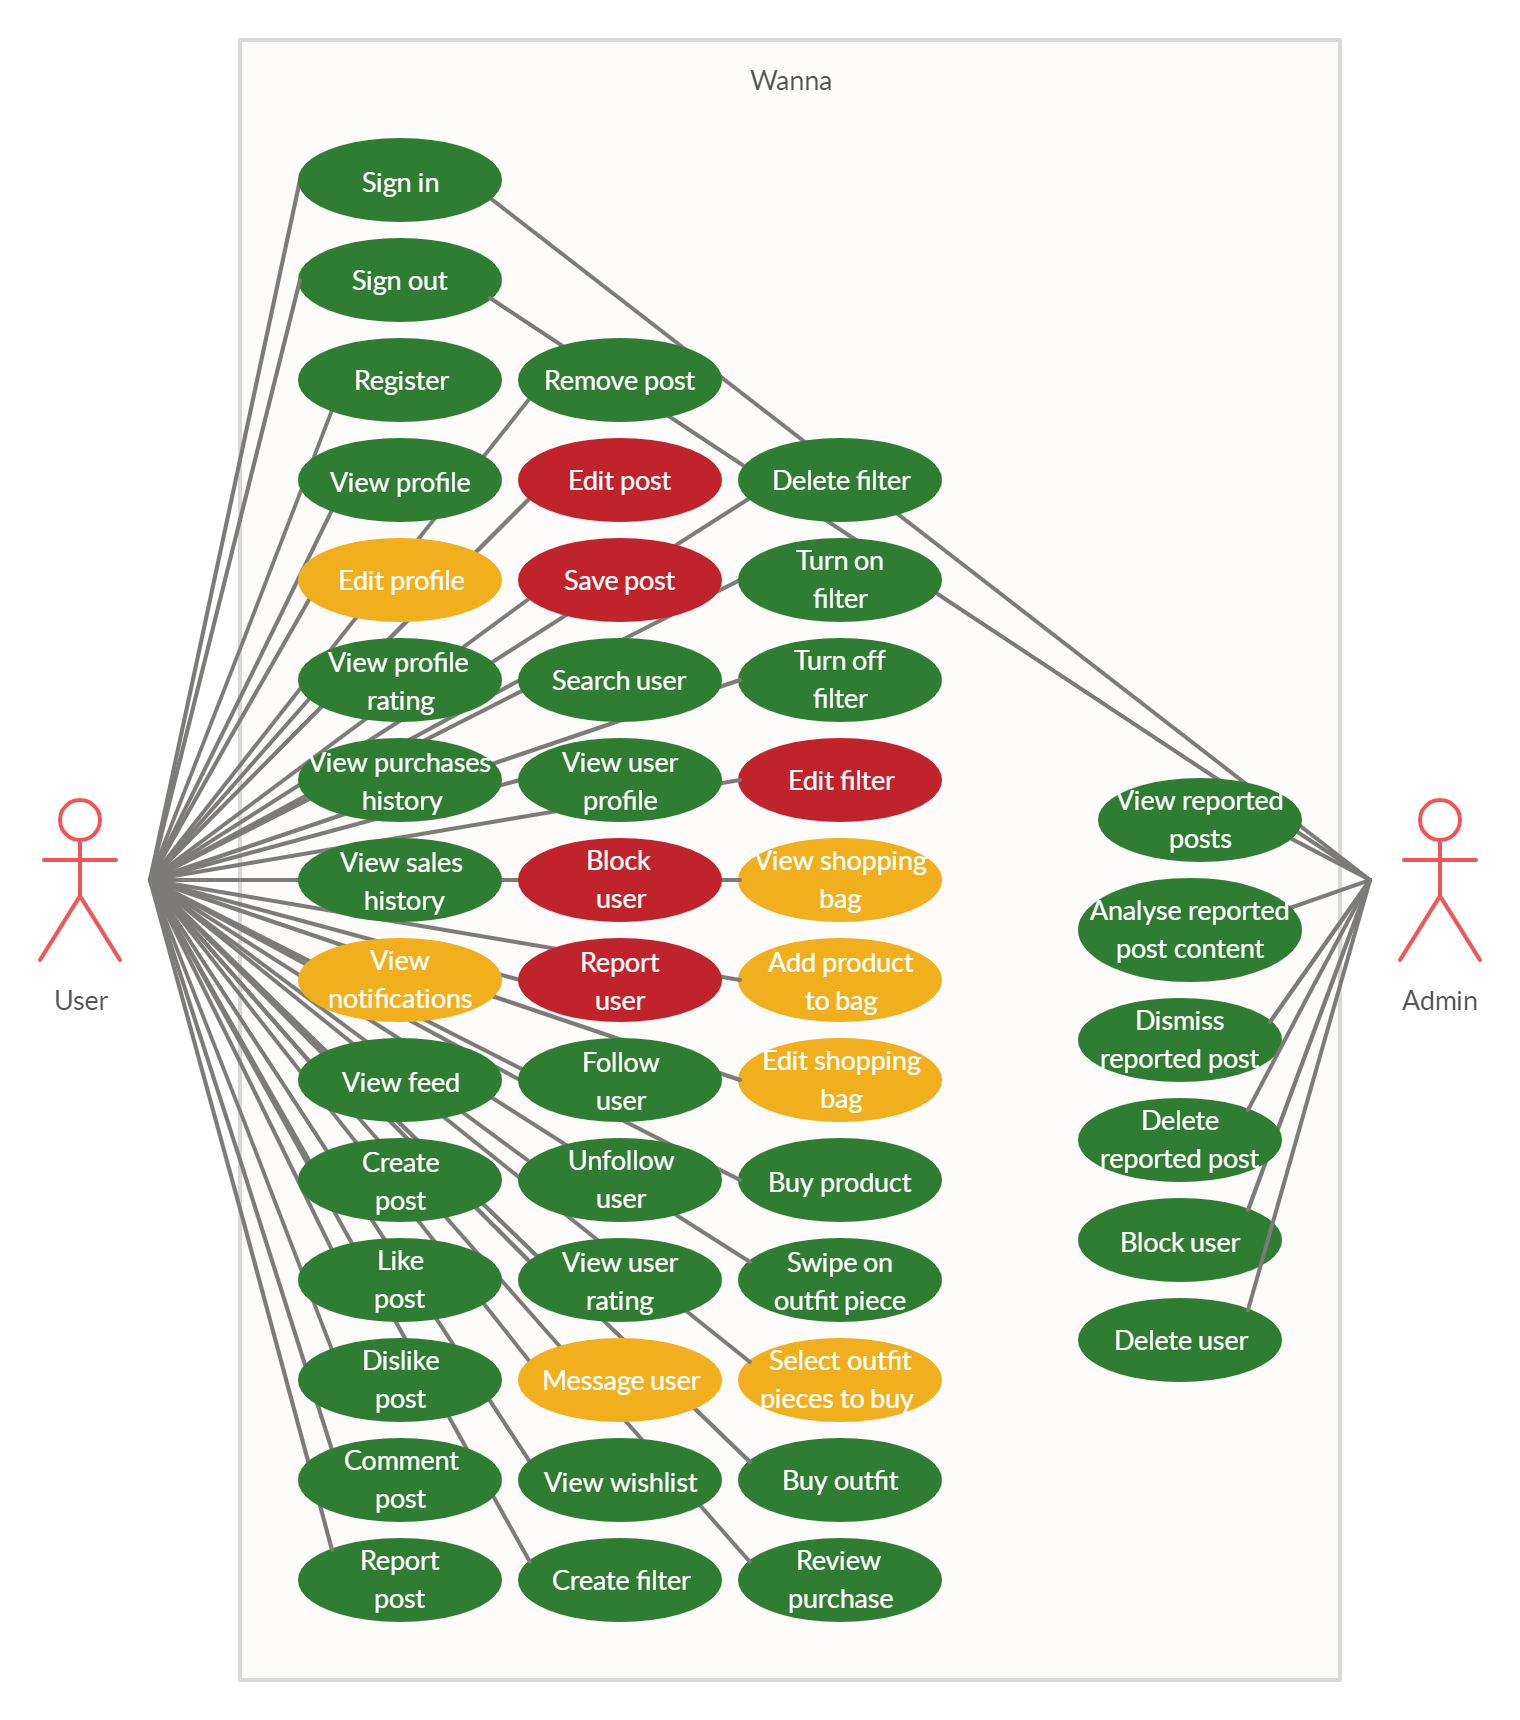 Wanna
Sign in
Sign out
Register
View profile
Edit profile
View profile
rating
View purchases
history
View sales
history
View
notifications
View feed
Create
post
Like
post
Dislike
post
Comment
post
Report
post
Remove post
Edit post
Save post
Search user
View user
profile
Block
user
Report
user
Follow
user
Unfollow
user
View user
rating
Message user
View wishlist
Create filter
Delete filter
Turn on
filter
Turn off
filter
Edit filter
View shopping
bag
Add product
to bag
Edit shopping
bag
Buy product
Swipe on
outfit piece
Select outfit
pieces to buy
Buy outfit
Review
purchase
View reported
posts
Analyse reported
post content
Dismiss
reported post
Delete
reported post
Block user
Delete user
User
Admin